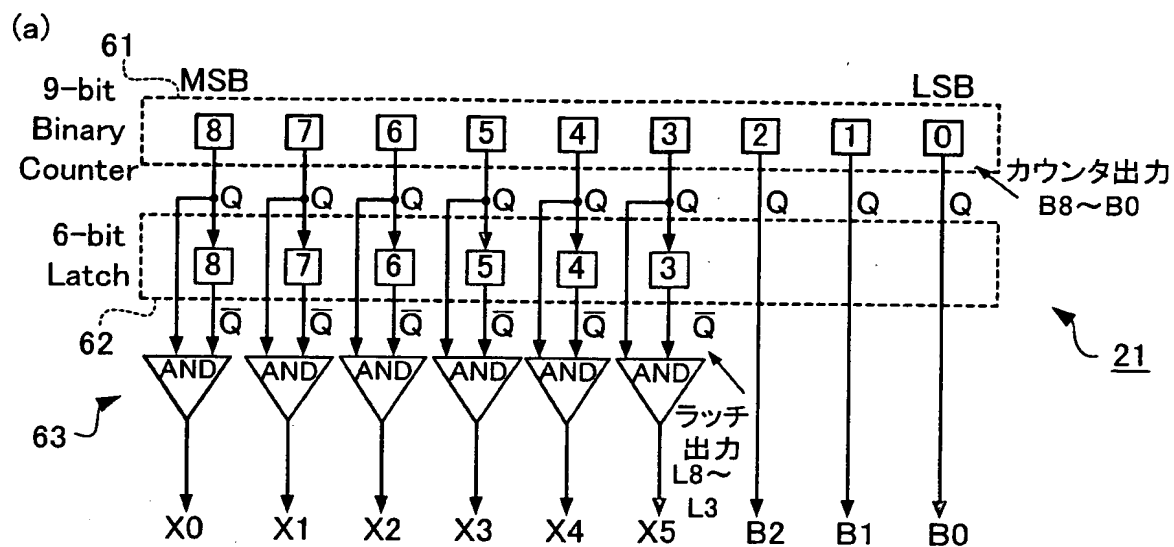 (a)
61
9-bit
Binary
Counter
MSB
LSB
8 7 6 5 4 3 2 1 0
カウンタ出力
B8～B0
Q Q Q Q Q Q Q Q Q
6-bit
Latch
8 7 6 5 4 3
62
Q̅ Q̅ Q̅ Q̅ Q̅ Q̅
21
AND AND AND AND AND AND
63
ラッチ
出力
L8～
L3
X0 X1 X2 X3 X4 X5 B2 B1 B0